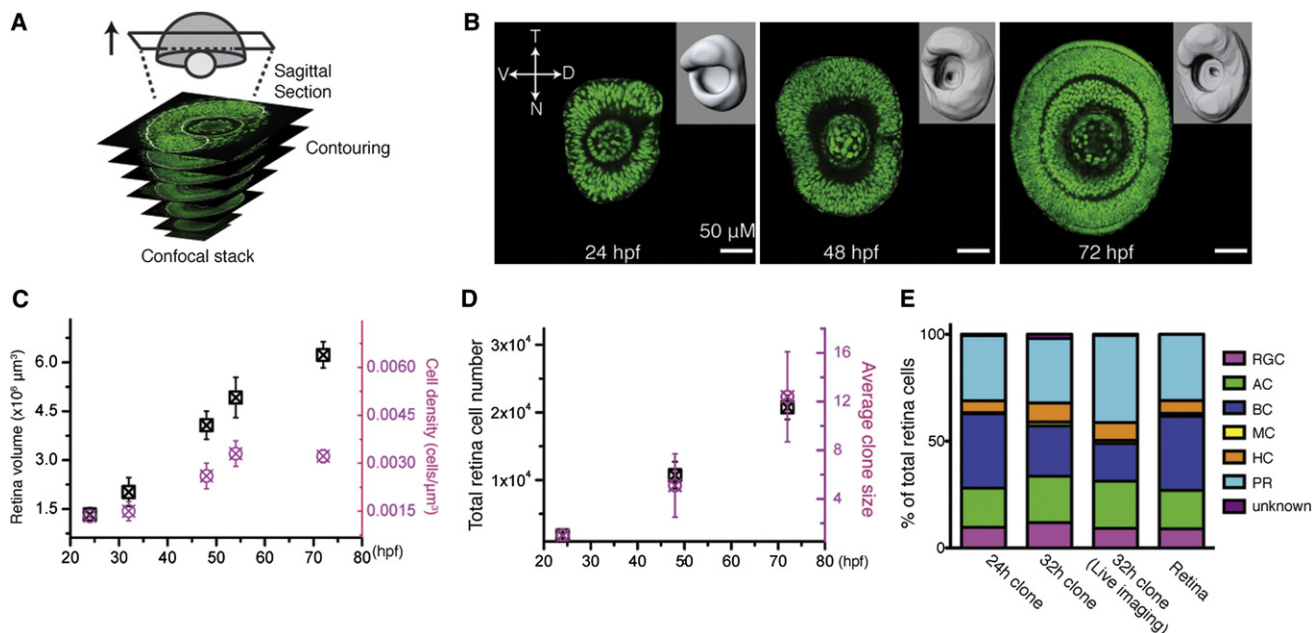 A
Sagittal
Section
Contouring
Confocal stack
B
T
V D
N
24 hpf
50 µM
48 hpf
72 hpf
C
Retina volume (x10⁶ µm³)
6.0
4.5
3.0
1.5
20 30 40 50 60 70 80 (hpf)
0.0060
0.0045
0.0030
0.0015
Cell density (cells/µm³)
D
Total retina cell number
3x10⁴
2x10⁴
1x10⁴
20 30 40 50 60 70 80 (hpf)
16
12
8
4
Average clone size
E
% of total retina cells
100
50
0
24h clone
32h clone
32h clone
(Live imaging)
Retina
RGC
AC
BC
MC
HC
PR
unknown